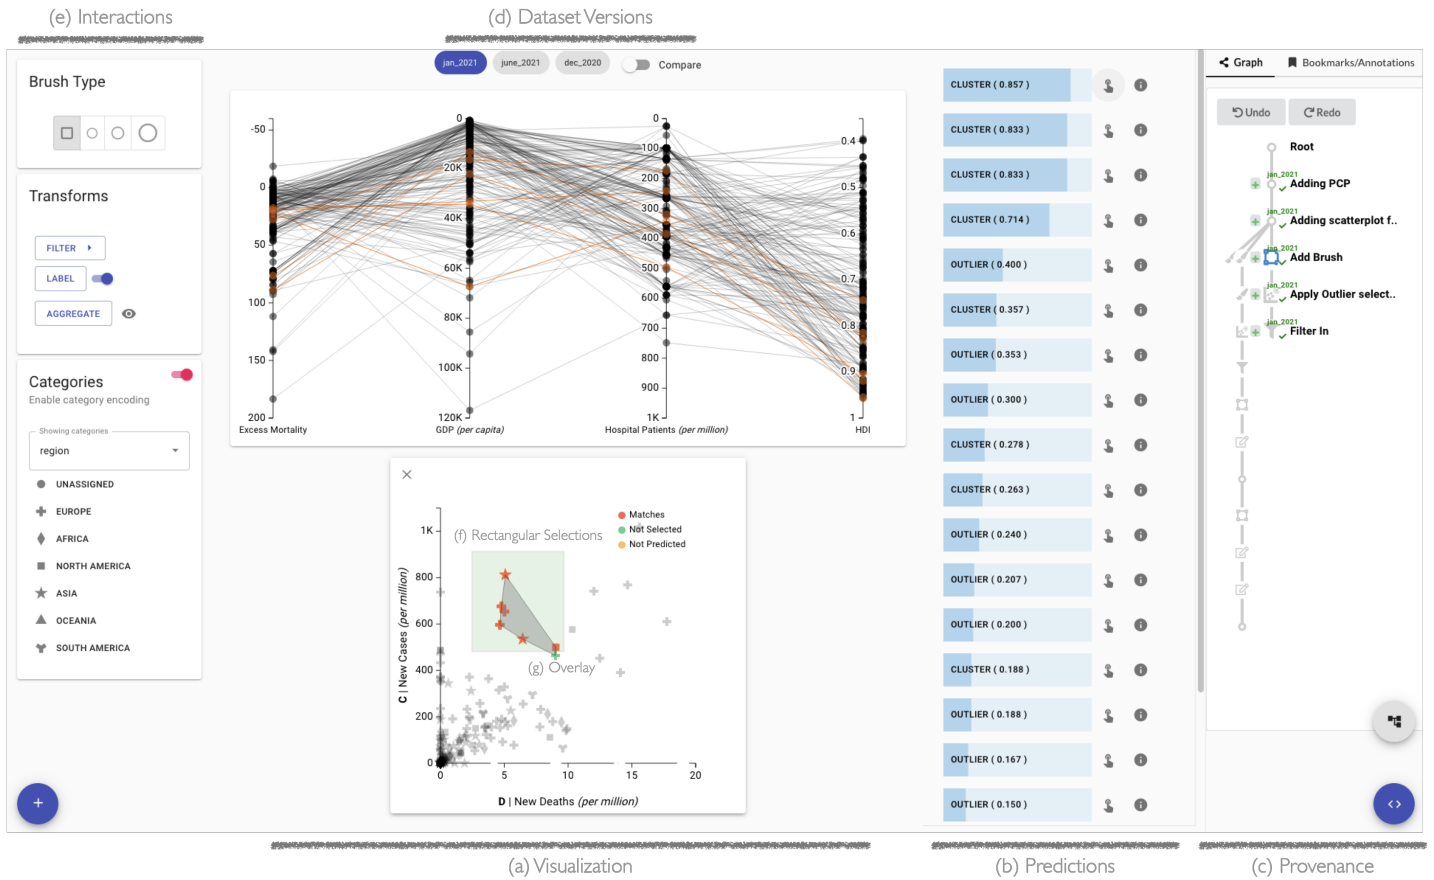 (e) Interactions
(d) Dataset Versions
Brush Type
Transforms
FILTER
LABEL
AGGREGATE
Categories
Enable category encoding
Showing categories
region
UNASSIGNED
EUROPE
AFRICA
NORTH AMERICA
ASIA
OCEANIA
SOUTH AMERICA
jan_2021
june_2021
dec_2020
Compare
-50
0
50
100
150
200
Excess Mortality
0
20K
40K
60K
80K
100K
120K
GDP (per capita)
0
100
200
300
400
500
600
700
800
900
1K
Hospital Patients (per million)
0.4
0.5
0.6
0.7
0.8
0.9
1
HDI
Matches
Not Selected
Not Predicted
(f) Rectangular Selections
(g) Overlay
1K
800
600
400
200
0
C | New Cases (per million)
0
5
10
15
20
D | New Deaths (per million)
CLUSTER ( 0.857 )
CLUSTER ( 0.833 )
CLUSTER ( 0.833 )
CLUSTER ( 0.714 )
OUTLIER ( 0.400 )
CLUSTER ( 0.357 )
OUTLIER ( 0.353 )
OUTLIER ( 0.300 )
CLUSTER ( 0.278 )
CLUSTER ( 0.263 )
OUTLIER ( 0.240 )
OUTLIER ( 0.207 )
OUTLIER ( 0.200 )
CLUSTER ( 0.188 )
OUTLIER ( 0.188 )
OUTLIER ( 0.167 )
OUTLIER ( 0.150 )
Graph
Bookmarks/Annotations
Undo
Redo
Root
jan_2021
Adding PCP
jan_2021
Adding scatterplot f..
jan_2021
Add Brush
jan_2021
Apply Outlier select..
jan_2021
Filter In
(a) Visualization
(b) Predictions
(c) Provenance